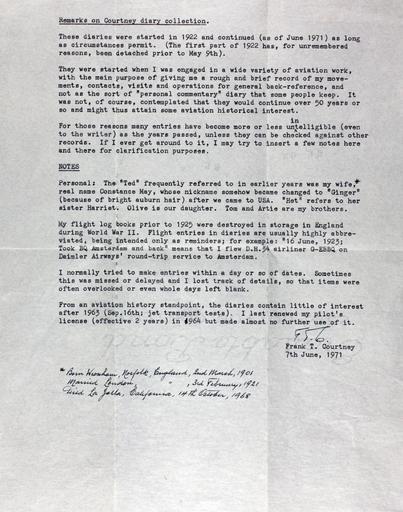 Remarks on Courtney diary collection.
These diaries were started in 1922 and continued (as of June 1971) as long
as circumstances permit. (The first part of 1922 has, for unremembered
reasons, been detached prior to May 9th).
They were started when I was engaged in a wide variety of aviation work,
with the main purpose of giving me a rough and brief record of my move-
ments, contacts, visits and operations for general back-reference, and
not as the sort of "personal commentary" diary that some people keep. It
was not, of course, contemplated that they would continue over 50 years or
so and might thus attain some aviation historical interest.
in
For those reasons many entries have become more or less untelligible (even
to the writer) as the years passed, unless they can be checked against other
records. If I ever get around to it, I may try to insert a few notes here
and there for clarification purposes.
NOTES
Personal: The "Ted" frequently referred to in earlier years was my wife,*
real name Constance May, whose nickname somehow became changed to "Ginger"
(because of bright auburn hair) after we came to USA. "Het" refers to her
sister Harriet. Olive is our daughter. Tom and Artie are my brothers.
My flight log books prior to 1925 were destroyed in storage in England
during World War II. Flight entries in diaries are usually highly abbre-
viated, being intended only as reminders; for example: "16 June, 1923;
Took BQ Amsterdam and back" means that I flew D.H.34 airliner G-EBBQ on
Daimler Airways' round-trip service to Amsterdam.
I normally tried to make entries within a day or so of dates. Sometimes
this was missed or delayed and I lost track of details, so that items were
often overlooked or even whole days left blank.
From an aviation history standpoint, the diaries contain little of interest
after 1963 (Sep.16th; jet transport tests). I last renewed my pilot's
license (effective 2 years) in 1964 but made almost no further use of it.
F.T.C.
Frank T. Courtney
7th June, 1971
* Born Wroxham, Norfolk, England, 2nd March, 1901
Married London, " , 3rd February, 1921
Died La Jolla, California, 14th October, 1968